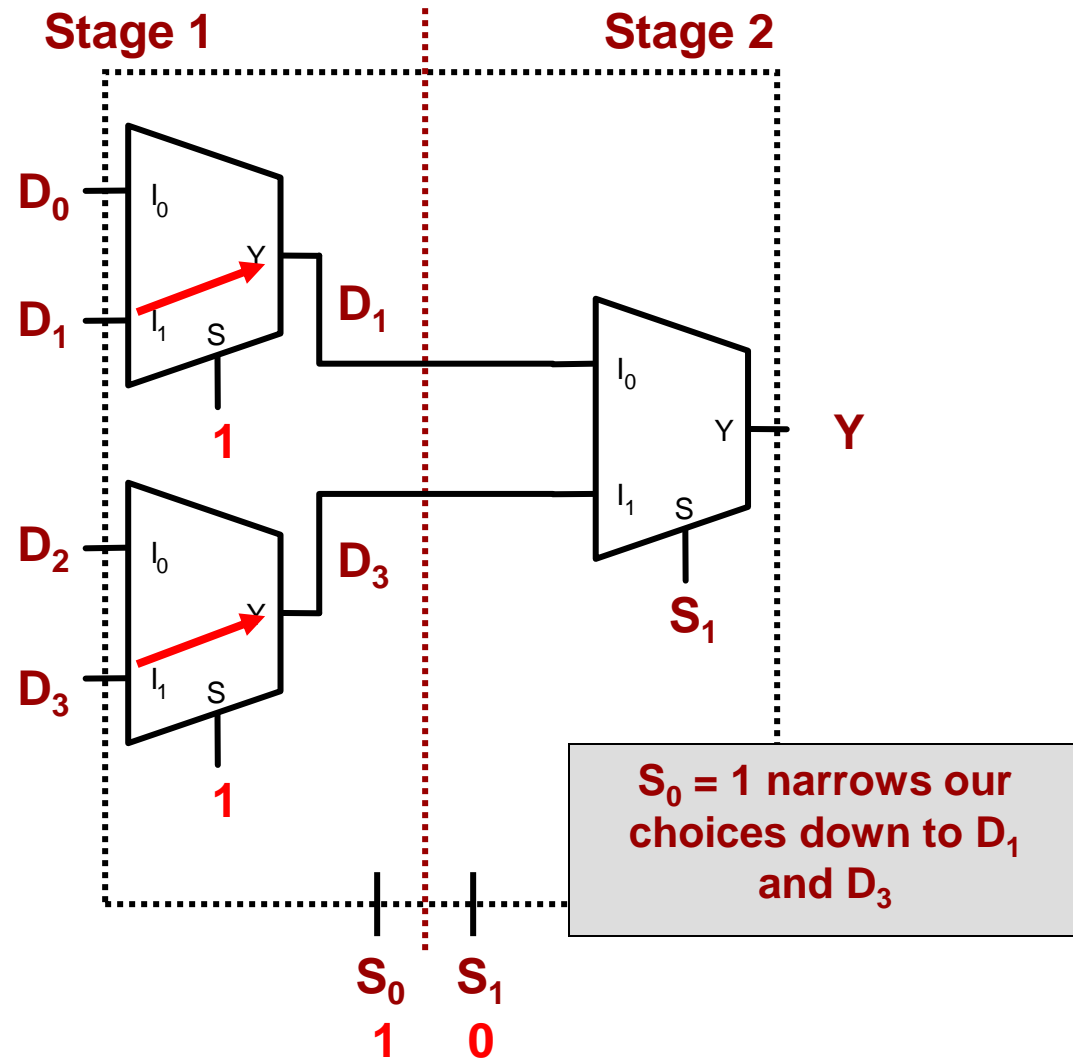 Stage 1
Stage 2
D₀
I₀
Y
D₁
I₁
S
D₁
1
I₀
Y
Y
I₁
S
S₁
D₂
I₀
D₃
Y
D₃
I₁
S
1
S₀ = 1 narrows our
choices down to D₁
and D₃
S₀ S₁
1 0